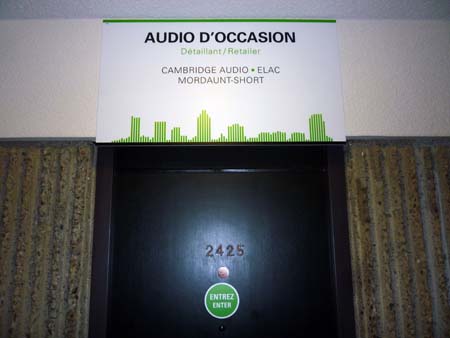 AUDIO D'OCCASION
Détaillant/Retailer
CAMBRIDGE AUDIO • ELAC
MORDAUNT-SHORT
2425
ENTREZ
ENTER